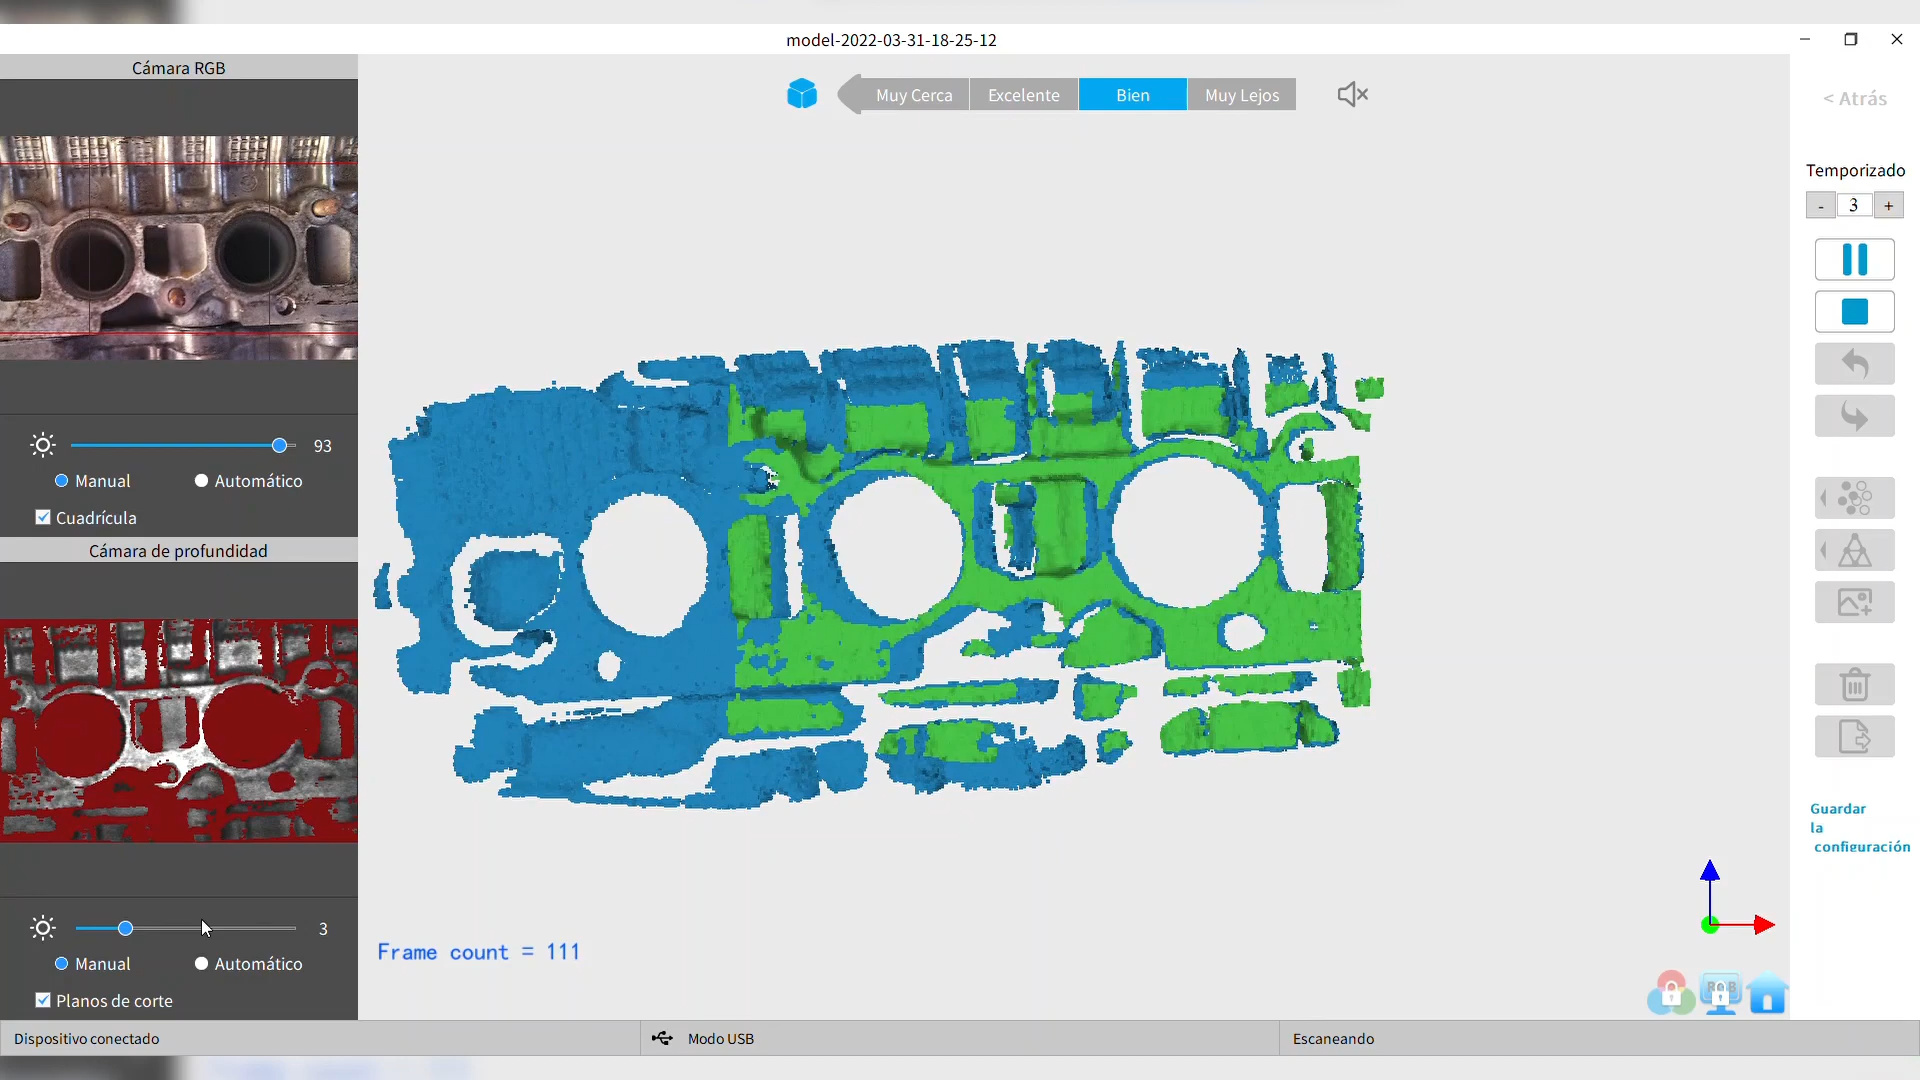 model-2022-03-31-18-25-12
Cámara RGB
Muy Cerca
Excelente
Bien
Muy Lejos
< Atrás
Temporizado
- 3 +
93
Manual
Automático
Cuadrícula
Cámara de profundidad
Guardar
la
configuración
3
Manual
Automático
Planos de corte
Frame count = 111
RGB
Dispositivo conectado
Modo USB
Escaneando